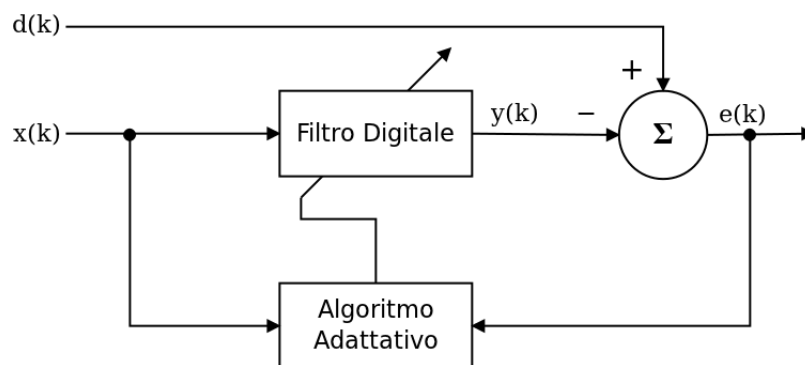 d(k)
+
x(k)
Filtro Digitale
y(k)
−
Σ
e(k)
Algoritmo
Adattativo